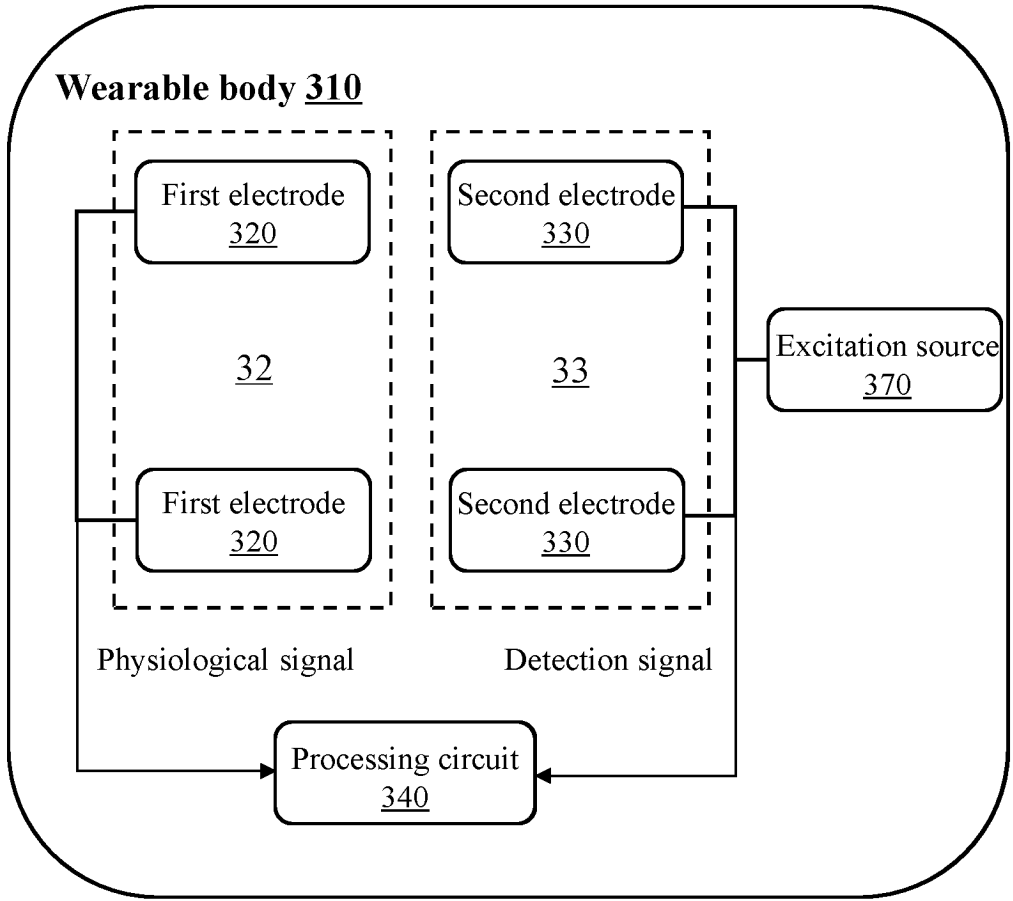 Wearable body 310
First electrode
320
Second electrode
330
Excitation source
370
32
33
First electrode
320
Second electrode
330
Physiological signal
Detection signal
Processing circuit
340